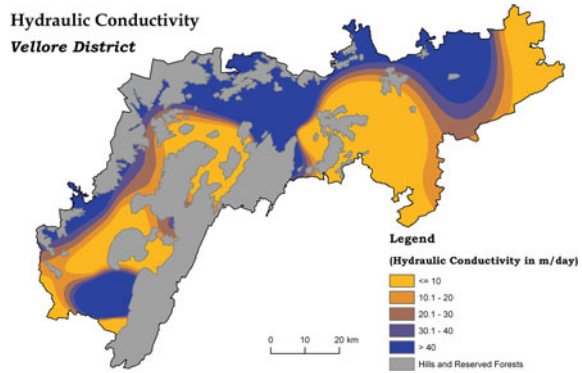 Hydraulic Conductivity
Vellore District
Legend
(Hydraulic Conductivity in m/day)
<= 10
10.1 - 20
20.1 - 30
30.1 - 40
> 40
Hills and Reserved Forests
0 10 20 km